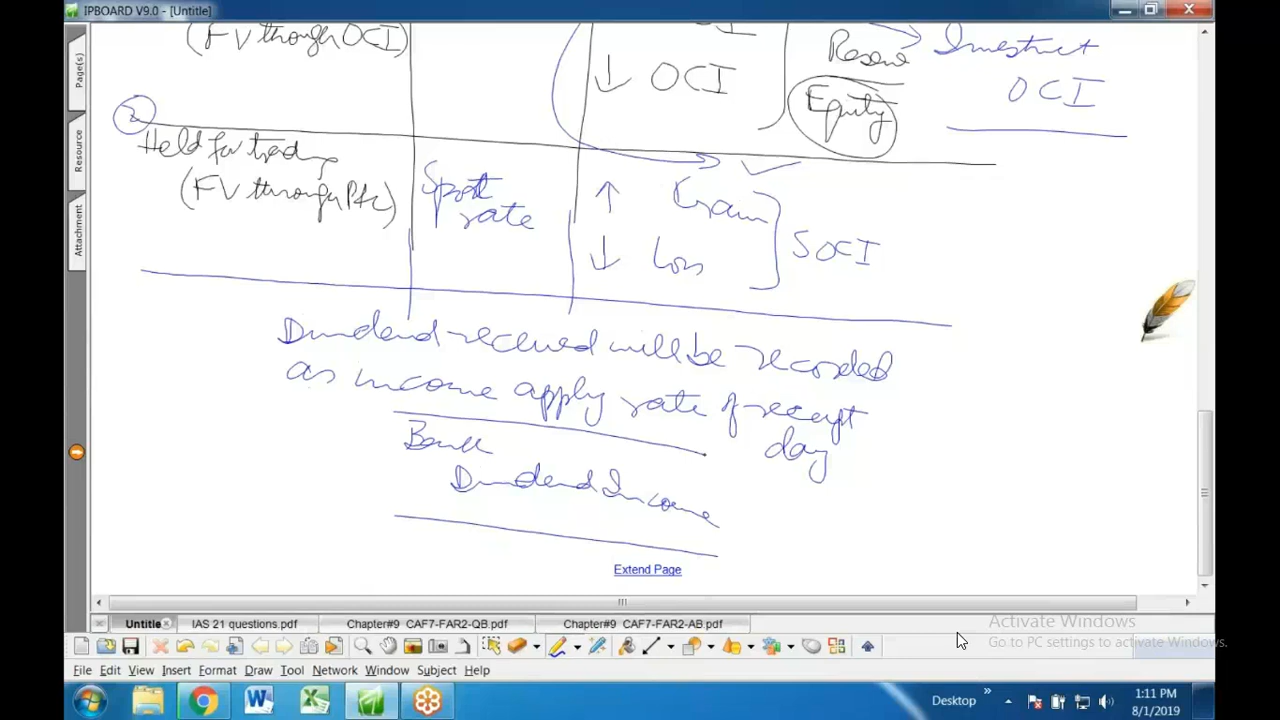 IPBOARD V9.0 - [Untitle]
Page(s)
Resource
Attachment
(FV through OCI)
↓ OCI
Reserve
Equity
Investment
OCI
2
Held for trading
(FV through P&L)
Spot
rate
↑ Gain
↓ Loss
SOCI
Dividend received will be recorded
as income apply rate of receipt
day
Bank
Dividend Income
Extend Page
Untitle
IAS 21 questions.pdf
Chapter#9 CAF7-FAR2-QB.pdf
Chapter#9 CAF7-FAR2-AB.pdf
Activate Windows
Go to PC settings to activate Windows.
File Edit View Insert Format Draw Tool Network Window Subject Help
Desktop
1:11 PM
8/1/2019